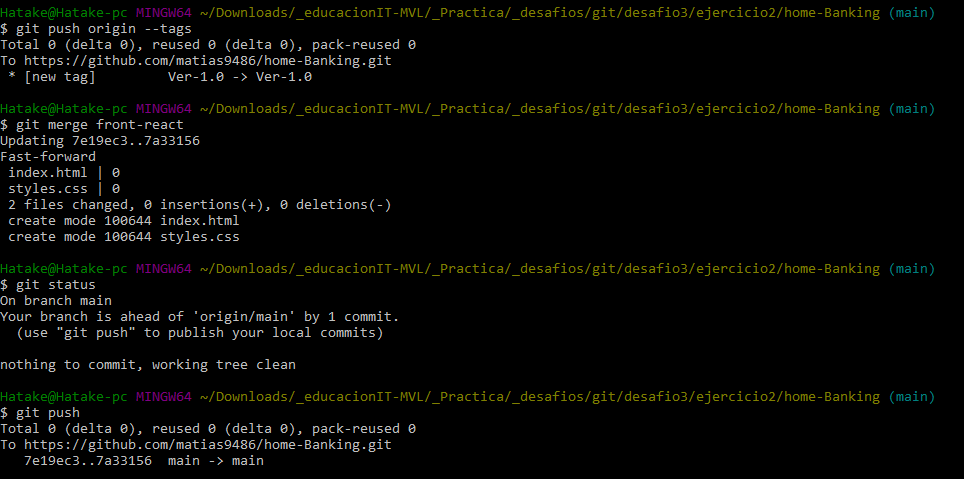 Hatake@Hatake-pc MINGW64 ~/Downloads/_educacionIT-MVL/_Practica/_desafios/git/desafio3/ejercicio2/home-Banking (main)
$ git push origin --tags
Total 0 (delta 0), reused 0 (delta 0), pack-reused 0
To https://github.com/matias9486/home-Banking.git
 * [new tag]         Ver-1.0 -> Ver-1.0
Hatake@Hatake-pc MINGW64 ~/Downloads/_educacionIT-MVL/_Practica/_desafios/git/desafio3/ejercicio2/home-Banking (main)
$ git merge front-react
Updating 7e19ec3..7a33156
Fast-forward
 index.html | 0
 styles.css | 0
 2 files changed, 0 insertions(+), 0 deletions(-)
 create mode 100644 index.html
 create mode 100644 styles.css
Hatake@Hatake-pc MINGW64 ~/Downloads/_educacionIT-MVL/_Practica/_desafios/git/desafio3/ejercicio2/home-Banking (main)
$ git status
On branch main
Your branch is ahead of 'origin/main' by 1 commit.
  (use "git push" to publish your local commits)
nothing to commit, working tree clean
Hatake@Hatake-pc MINGW64 ~/Downloads/_educacionIT-MVL/_Practica/_desafios/git/desafio3/ejercicio2/home-Banking (main)
$ git push
Total 0 (delta 0), reused 0 (delta 0), pack-reused 0
To https://github.com/matias9486/home-Banking.git
   7e19ec3..7a33156  main -> main